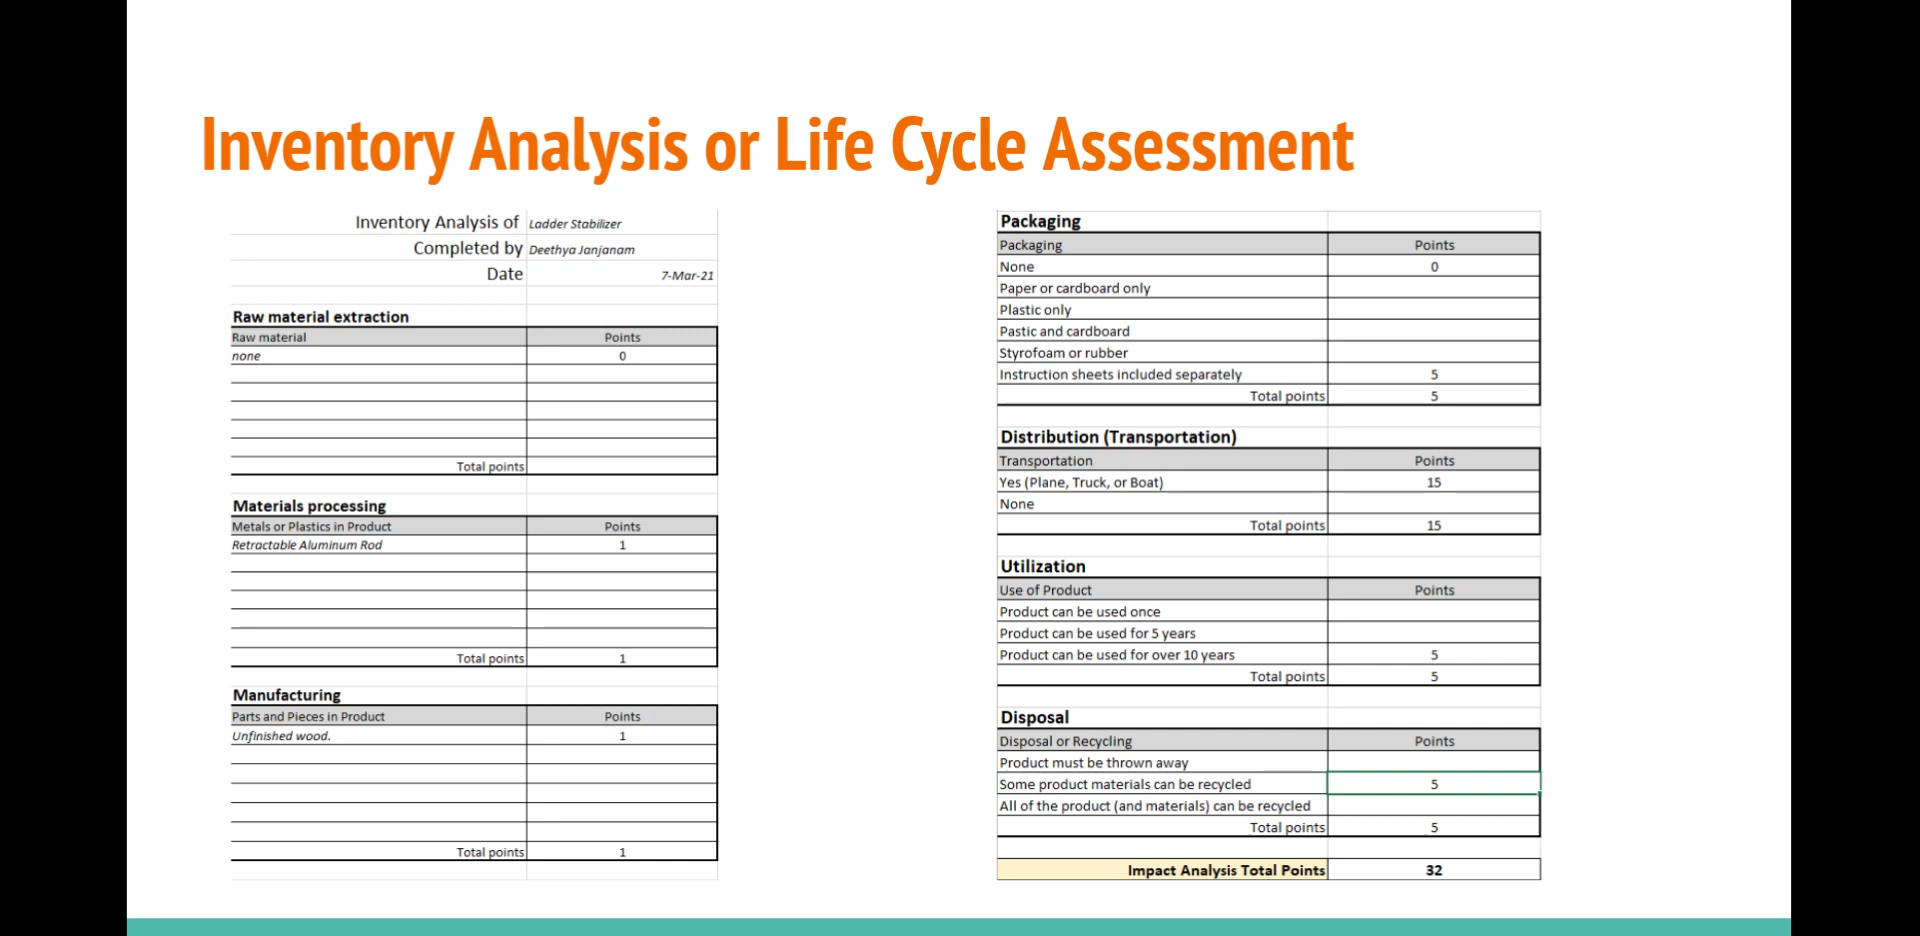 Inventory Analysis or Life Cycle Assessment
Inventory Analysis of Ladder Stabilizer
Completed by Deethya Janjanam
Date 7-Mar-21
Raw material extraction
Raw material Points
none 0
Total points
Materials processing
Metals or Plastics in Product Points
Retractable Aluminum Rod 1
Total points 1
Manufacturing
Parts and Pieces in Product Points
Unfinished wood. 1
Total points 1
Packaging
Packaging Points
None 0
Paper or cardboard only
Plastic only
Pastic and cardboard
Styrofoam or rubber
Instruction sheets included separately 5
Total points 5
Distribution (Transportation)
Transportation Points
Yes (Plane, Truck, or Boat) 15
None
Total points 15
Utilization
Use of Product Points
Product can be used once
Product can be used for 5 years
Product can be used for over 10 years 5
Total points 5
Disposal
Disposal or Recycling Points
Product must be thrown away
Some product materials can be recycled 5
All of the product (and materials) can be recycled
Total points 5
Impact Analysis Total Points 32